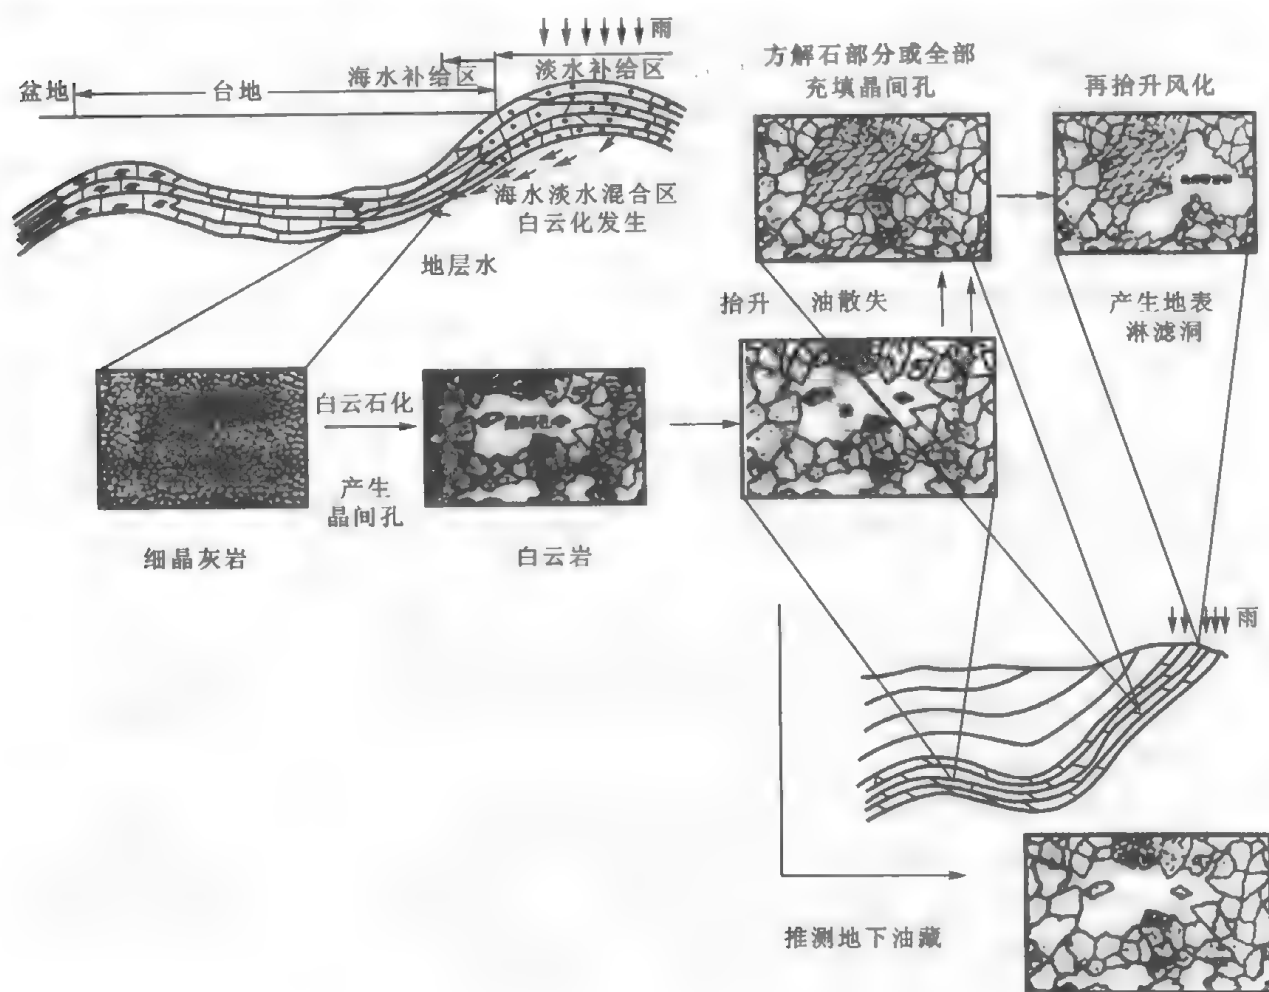 雨
海水补给区
淡水补给区
盆地
台地
海水淡水混合区
白云化发生
地层水
方解石部分或全部
充填晶间孔
再抬升风化
抬升
油散失
产生地表
淋滤洞
白云石化
产生
晶间孔
晶间孔
细晶灰岩
白云岩
雨
推测地下油藏